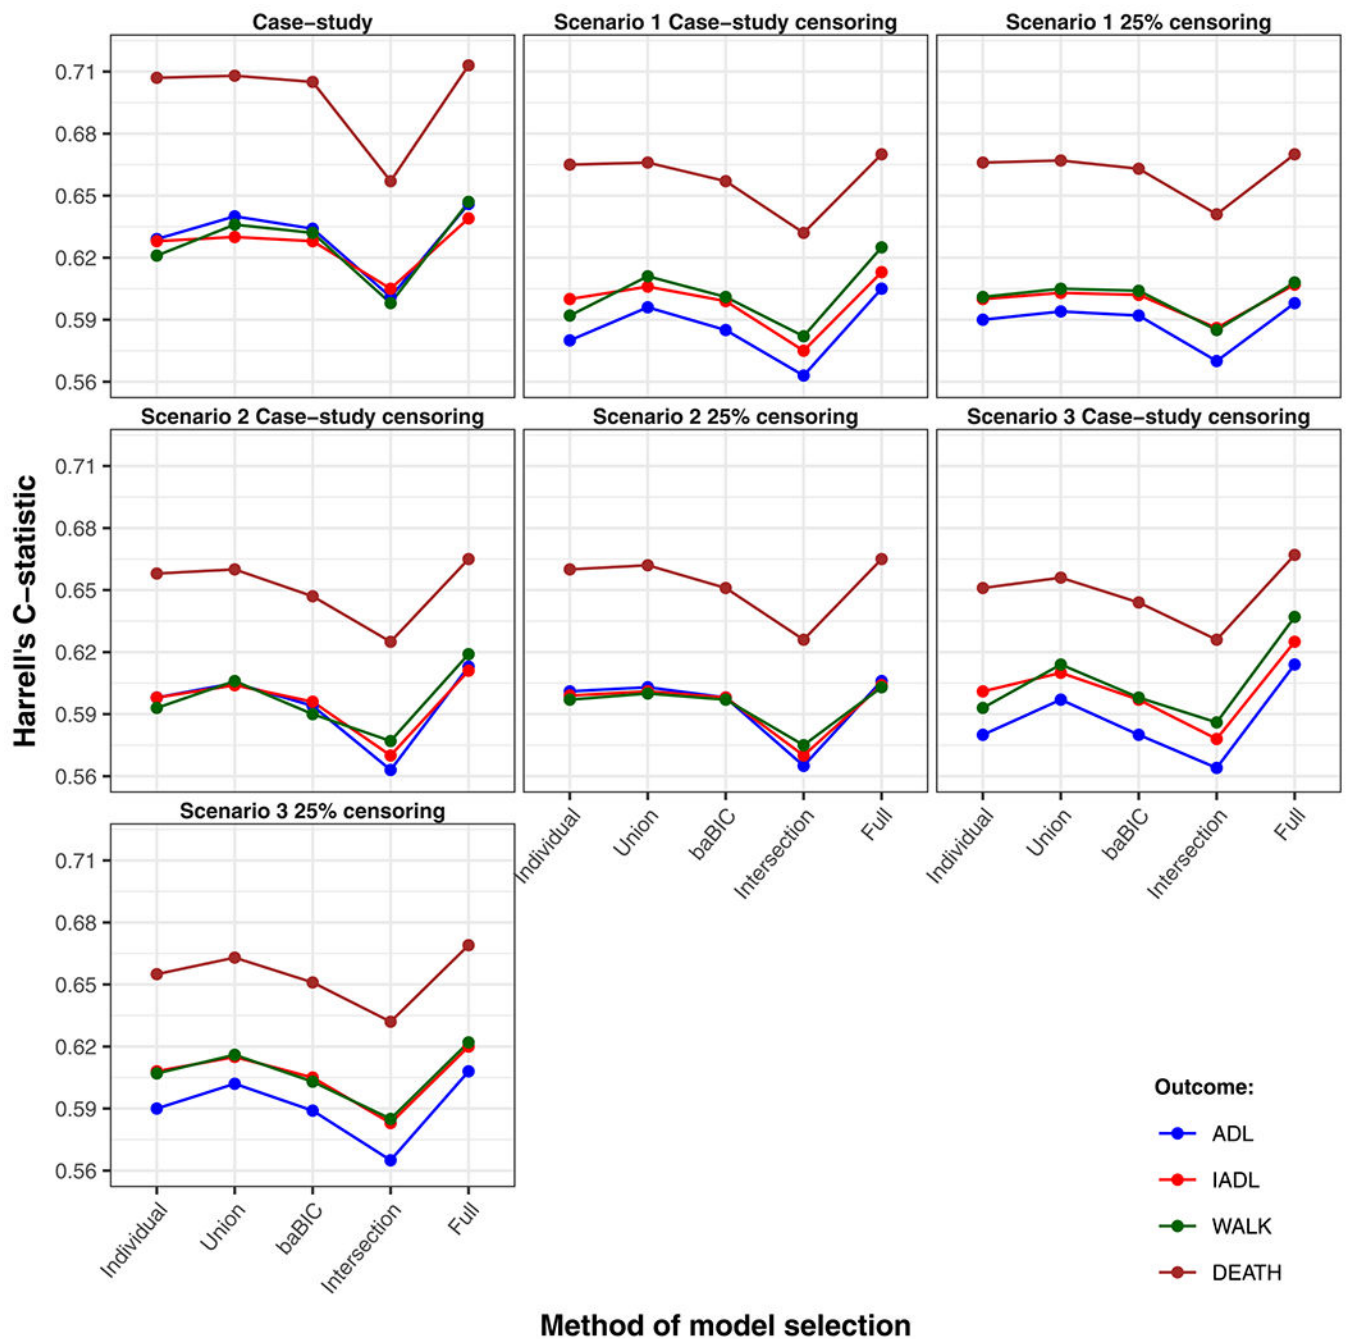 Case−study
Scenario 1 Case−study censoring
Scenario 1 25% censoring
0.71
0.68
0.65
0.62
0.59
0.56
Scenario 2 Case−study censoring
Scenario 2 25% censoring
Scenario 3 Case−study censoring
0.71
0.68
0.65
0.62
0.59
0.56
Individual
Union
baBIC
Intersection
Full
Individual
Union
baBIC
Intersection
Full
Scenario 3 25% censoring
0.71
0.68
0.65
0.62
0.59
0.56
Individual
Union
baBIC
Intersection
Full
Harrell's C−statistic
Method of model selection
Outcome:
ADL
IADL
WALK
DEATH